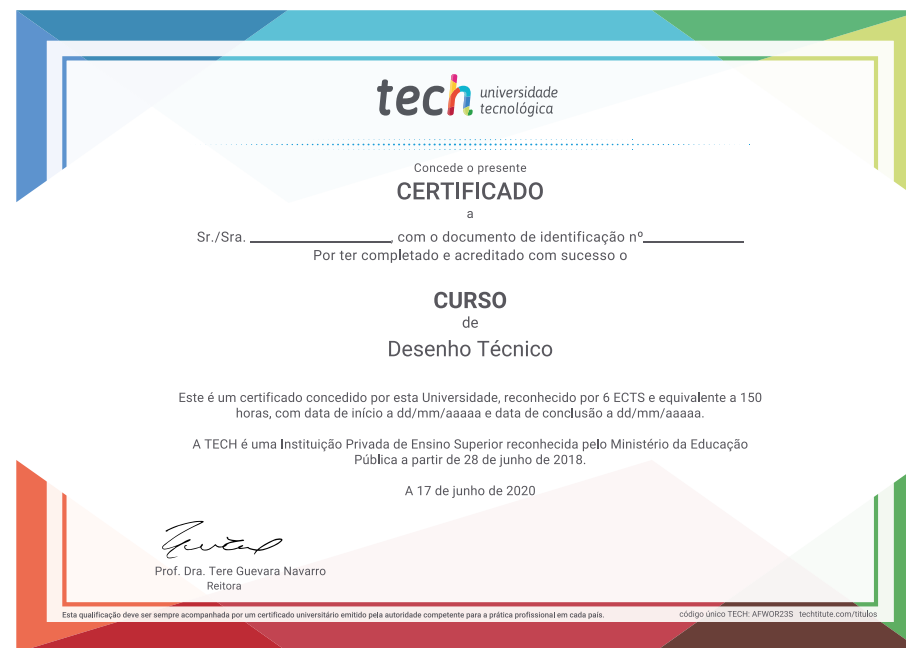 tech universidade
tecnológica
Concede o presente
CERTIFICADO
a
Sr./Sra. ________________, com o documento de identificação nº____________
Por ter completado e acreditado com sucesso o
CURSO
de
Desenho Técnico
Este é um certificado concedido por esta Universidade, reconhecido por 6 ECTS e equivalente a 150
horas, com data de início a dd/mm/aaaaa e data de conclusão a dd/mm/aaaaa.
A TECH é uma Instituição Privada de Ensino Superior reconhecida pelo Ministério da Educação
Pública a partir de 28 de junho de 2018.
A 17 de junho de 2020
Prof. Dra. Tere Guevara Navarro
Reitora
Esta qualificação deve ser sempre acompanhada por um certificado universitário emitido pela autoridade competente para a prática profissional em cada país.
código único TECH: AFWOR23S techtitute.com/titulos